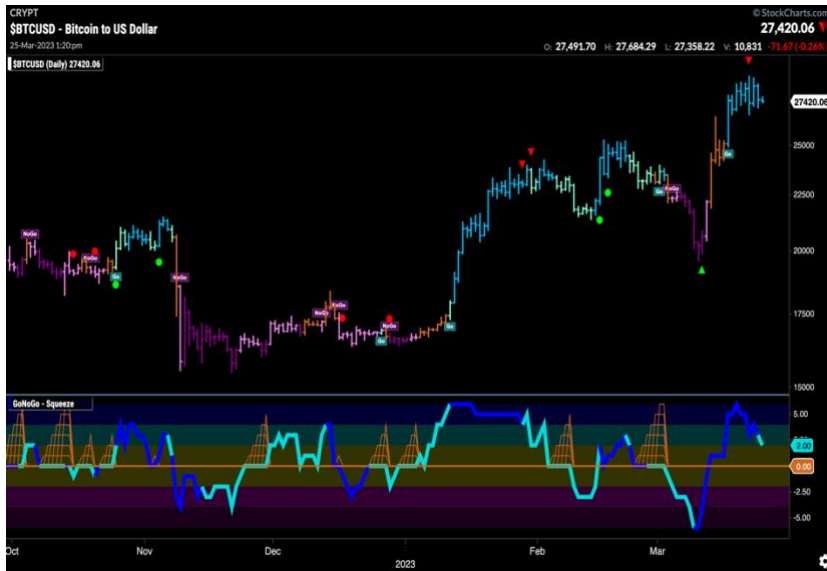 CRYPT
© StockCharts.com
$BTCUSD - Bitcoin to US Dollar
27,420.06
25-Mar-2023 1:20pm
O: 27,491.70 H: 27,684.29 L: 27,358.22 V: 10,831 -71.67 (-0.26%)
$BTCUSD (Daily) 27420.06
27420.06
25000
Go
NoGo
Go
22500
NoGo
NoGo
20000
Go
NoGo
NoGo
NoGo
17500
NoGo
Go
Go
15000
GoNoGo - Squeeze
5.00
2.00
0.00
-2.50
-5.00
Oct
Nov
Dec
Feb
Mar
2023